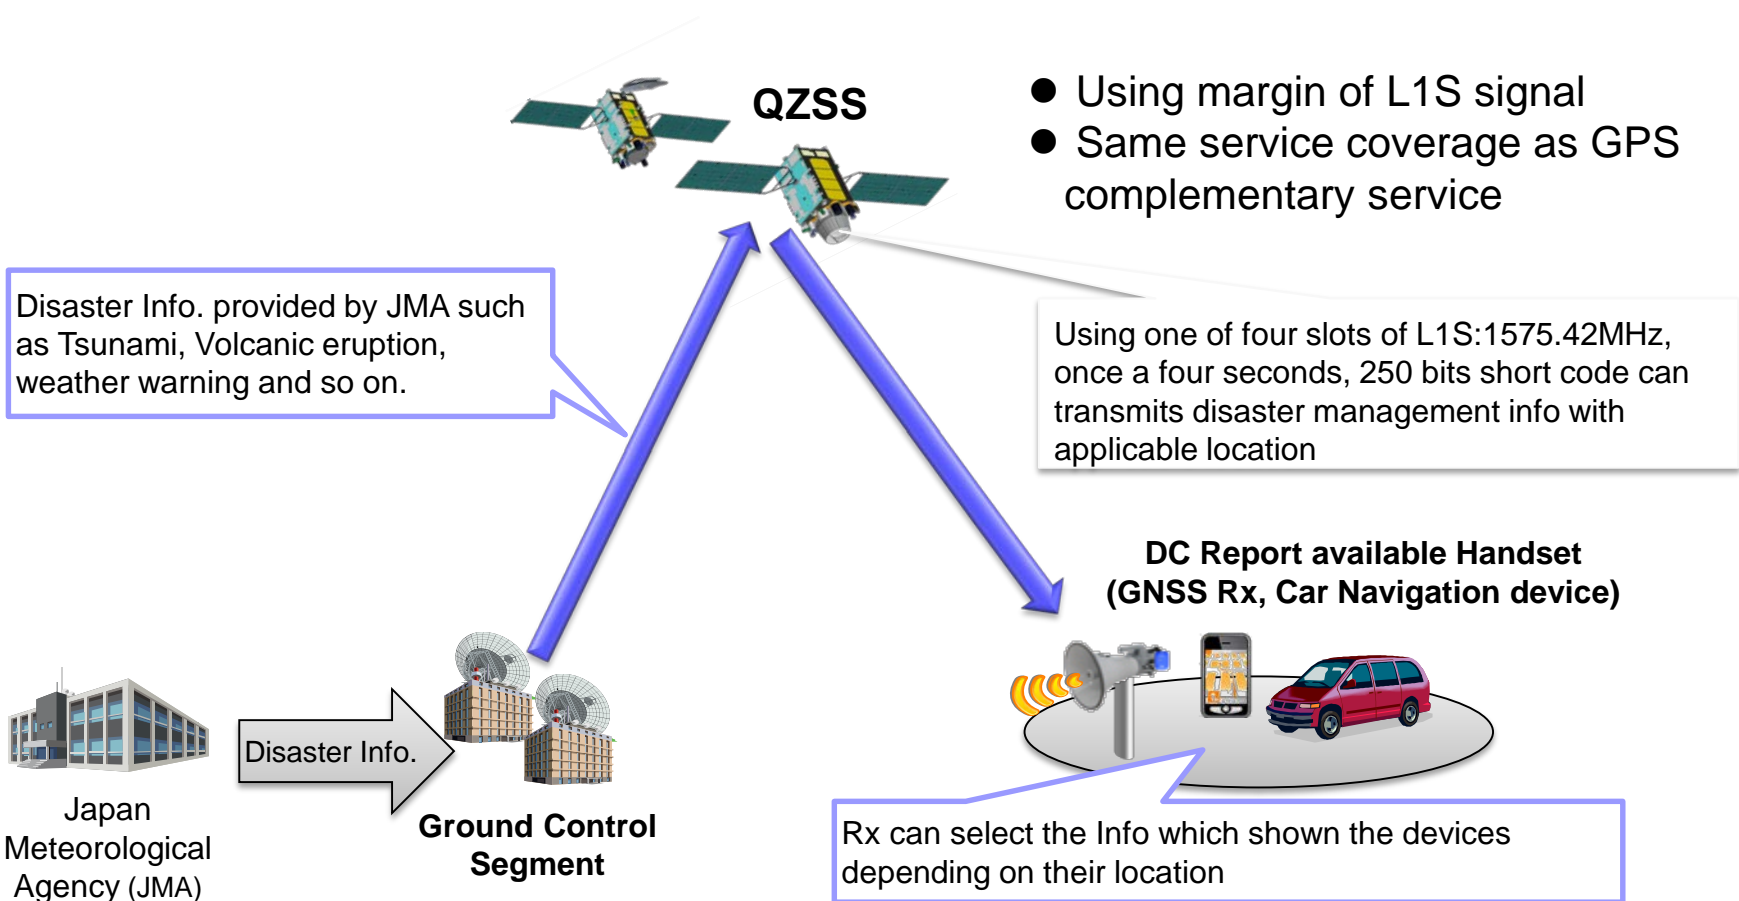 QZSS
● Using margin of L1S signal
● Same service coverage as GPS
complementary service
Disaster Info. provided by JMA such
as Tsunami, Volcanic eruption,
weather warning and so on.
Using one of four slots of L1S:1575.42MHz,
once a four seconds, 250 bits short code can
transmits disaster management info with
applicable location
DC Report available Handset
(GNSS Rx, Car Navigation device)
Disaster Info.
Japan
Meteorological
Agency (JMA)
Ground Control
Segment
Rx can select the Info which shown the devices
depending on their location